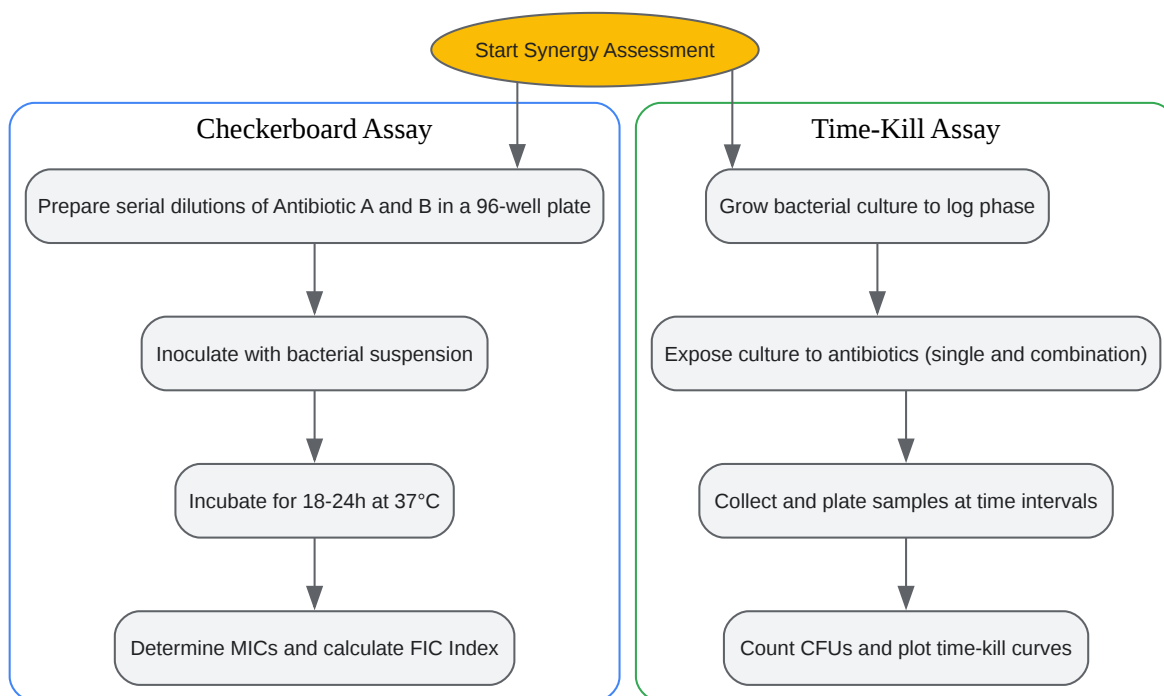 Start Synergy Assessment
Checkerboard Assay
Prepare serial dilutions of Antibiotic A and B in a 96-well plate
Inoculate with bacterial suspension
Incubate for 18-24h at 37°C
Determine MICs and calculate FIC Index
Time-Kill Assay
Grow bacterial culture to log phase
Expose culture to antibiotics (single and combination)
Collect and plate samples at time intervals
Count CFUs and plot time-kill curves